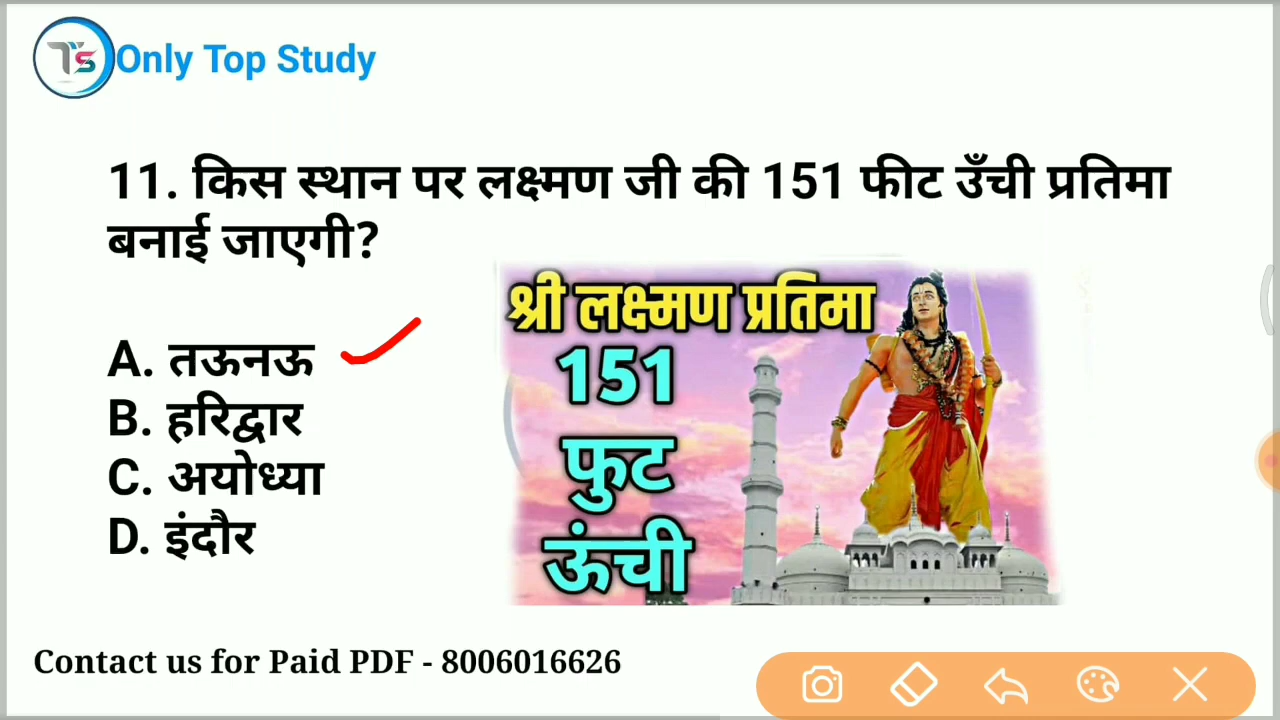 TS Only Top Study
11. किस स्थान पर लक्ष्मण जी की 151 फीट उँची प्रतिमा
बनाई जाएगी?
श्री लक्ष्मण प्रतिमा
151
फुट
ऊंची
A. तऊनऊ
B. हरिद्वार
C. अयोध्या
D. इंदौर
Contact us for Paid PDF - 8006016626